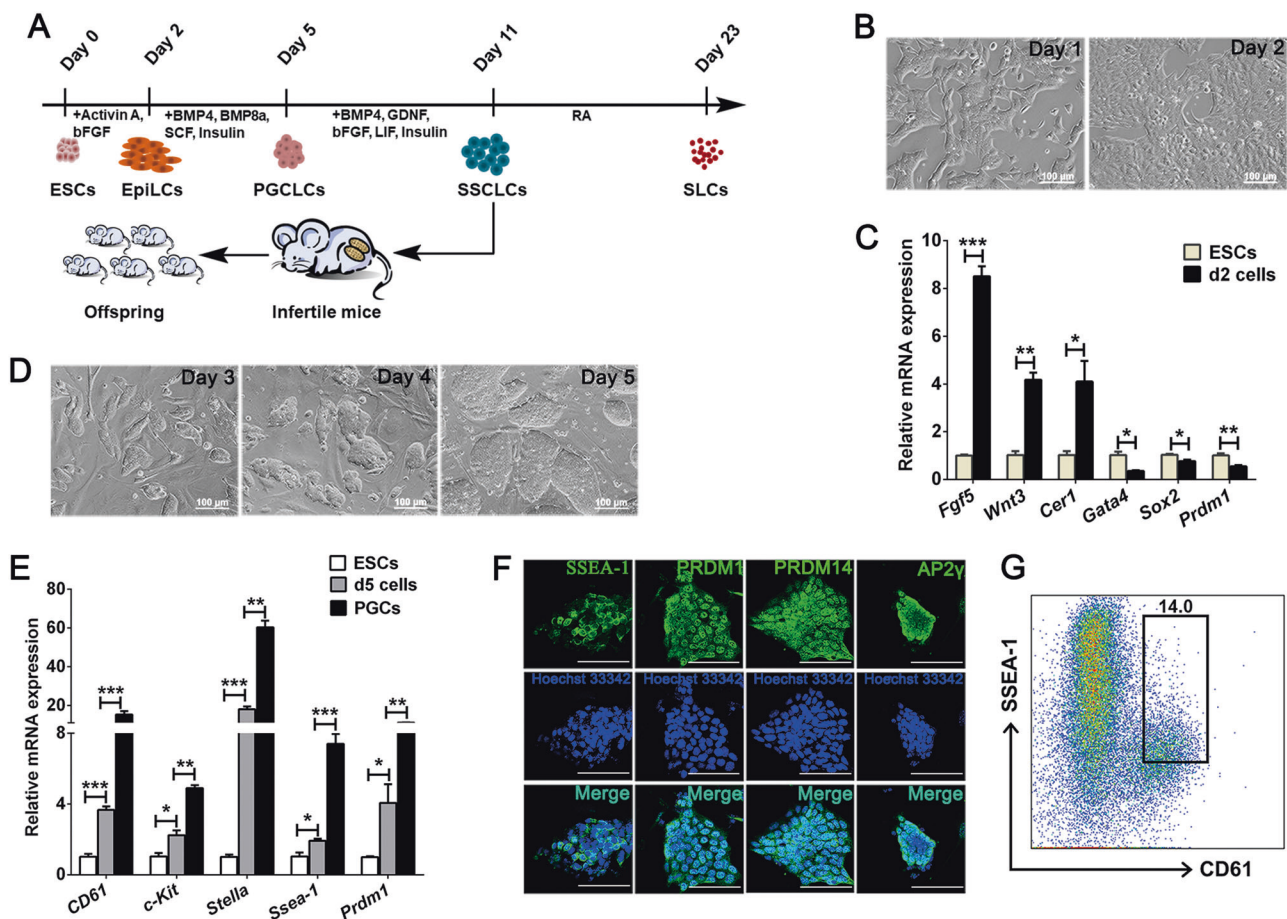 A
Day 0
Day 2
Day 5
Day 11
Day 23
+Activin A,
bFGF
+BMP4, BMP8a,
SCF, Insulin
+BMP4, GDNF,
bFGF, LIF, Insulin
RA
ESCs
EpiLCs
PGCLCs
SSCLCs
SLCs
Offspring
Infertile mice
B
Day 1
100 μm
Day 2
100 μm
C
Relative mRNA expression
10
8
6
4
2
0
ESCs
d2 cells
***
**
*
*
*
**
Fgf5
Wnt3
Cer1
Gata4
Sox2
Prdm1
D
Day 3
100 μm
Day 4
100 μm
Day 5
100 μm
E
Relative mRNA expression
80
60
40
20
8
4
0
ESCs
d5 cells
PGCs
***
***
*
**
***
**
*
***
*
**
CD61
c-Kit
Stella
Ssea-1
Prdm1
F
SSEA-1
PRDM1
PRDM14
AP2γ
Hoechst 33342
Hoechst 33342
Hoechst 33342
Hoechst 33342
Merge
Merge
Merge
Merge
G
14.0
SSEA-1
CD61